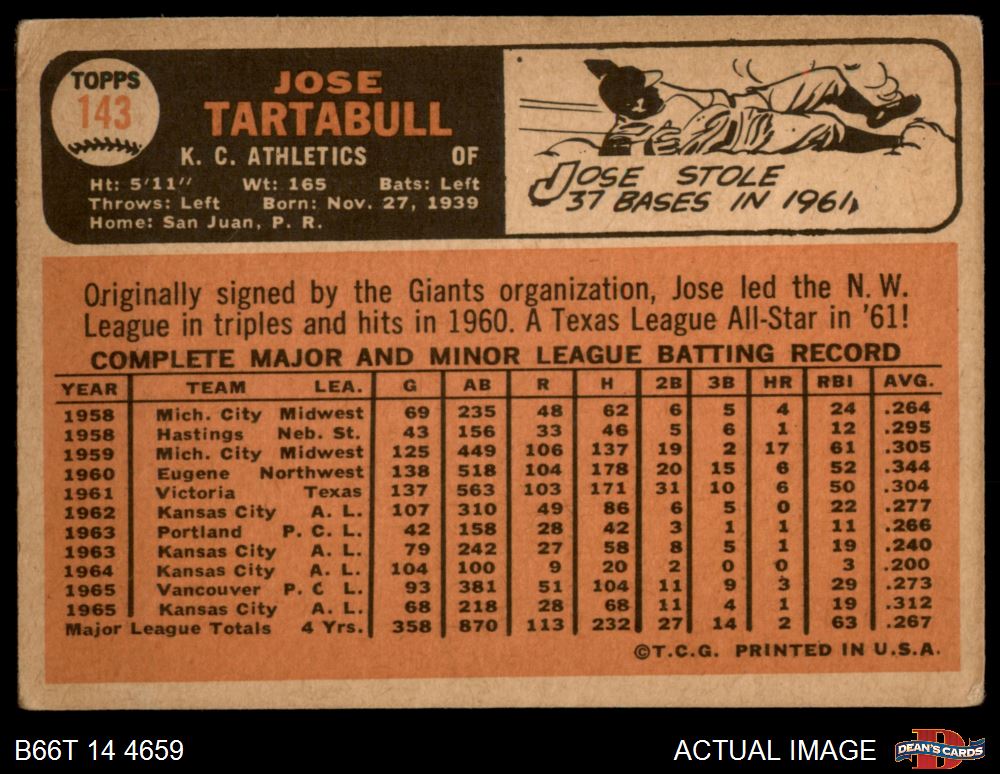 TOPPS
143
JOSE
TARTABULL
K. C. ATHLETICS OF
Ht: 5'11" Wt: 165 Bats: Left
Throws: Left Born: Nov. 27, 1939
Home: San Juan, P. R.
JOSE STOLE
37 BASES IN 1961.
Originally signed by the Giants organization, Jose led the N. W.
League in triples and hits in 1960. A Texas League All-Star in '61!
COMPLETE MAJOR AND MINOR LEAGUE BATTING RECORD
YEAR TEAM LEA. G AB R H 2B 3B HR RBI AVG.
1958 Mich. City Midwest 69 235 48 62 6 5 4 24 .264
1958 Hastings Neb. St. 43 156 33 46 5 6 1 12 .295
1959 Mich. City Midwest 125 449 106 137 19 2 17 61 .305
1960 Eugene Northwest 138 518 104 178 20 15 6 52 .344
1961 Victoria Texas 137 563 103 171 31 10 6 50 .304
1962 Kansas City A. L. 107 310 49 86 6 5 0 22 .277
1963 Portland P. C. L. 42 158 28 42 3 1 1 11 .266
1963 Kansas City A. L. 79 242 27 58 8 5 1 19 .240
1964 Kansas City A. L. 104 100 9 20 2 0 0 3 .200
1965 Vancouver P. C L. 93 381 51 104 11 9 3 29 .273
1965 Kansas City A. L. 68 218 28 68 11 4 1 19 .312
Major League Totals 4 Yrs. 358 870 113 232 27 14 2 63 .267
©T.C.G. PRINTED IN U.S.A.
B66T 14 4659
ACTUAL IMAGE
D
DEAN'S CARDS